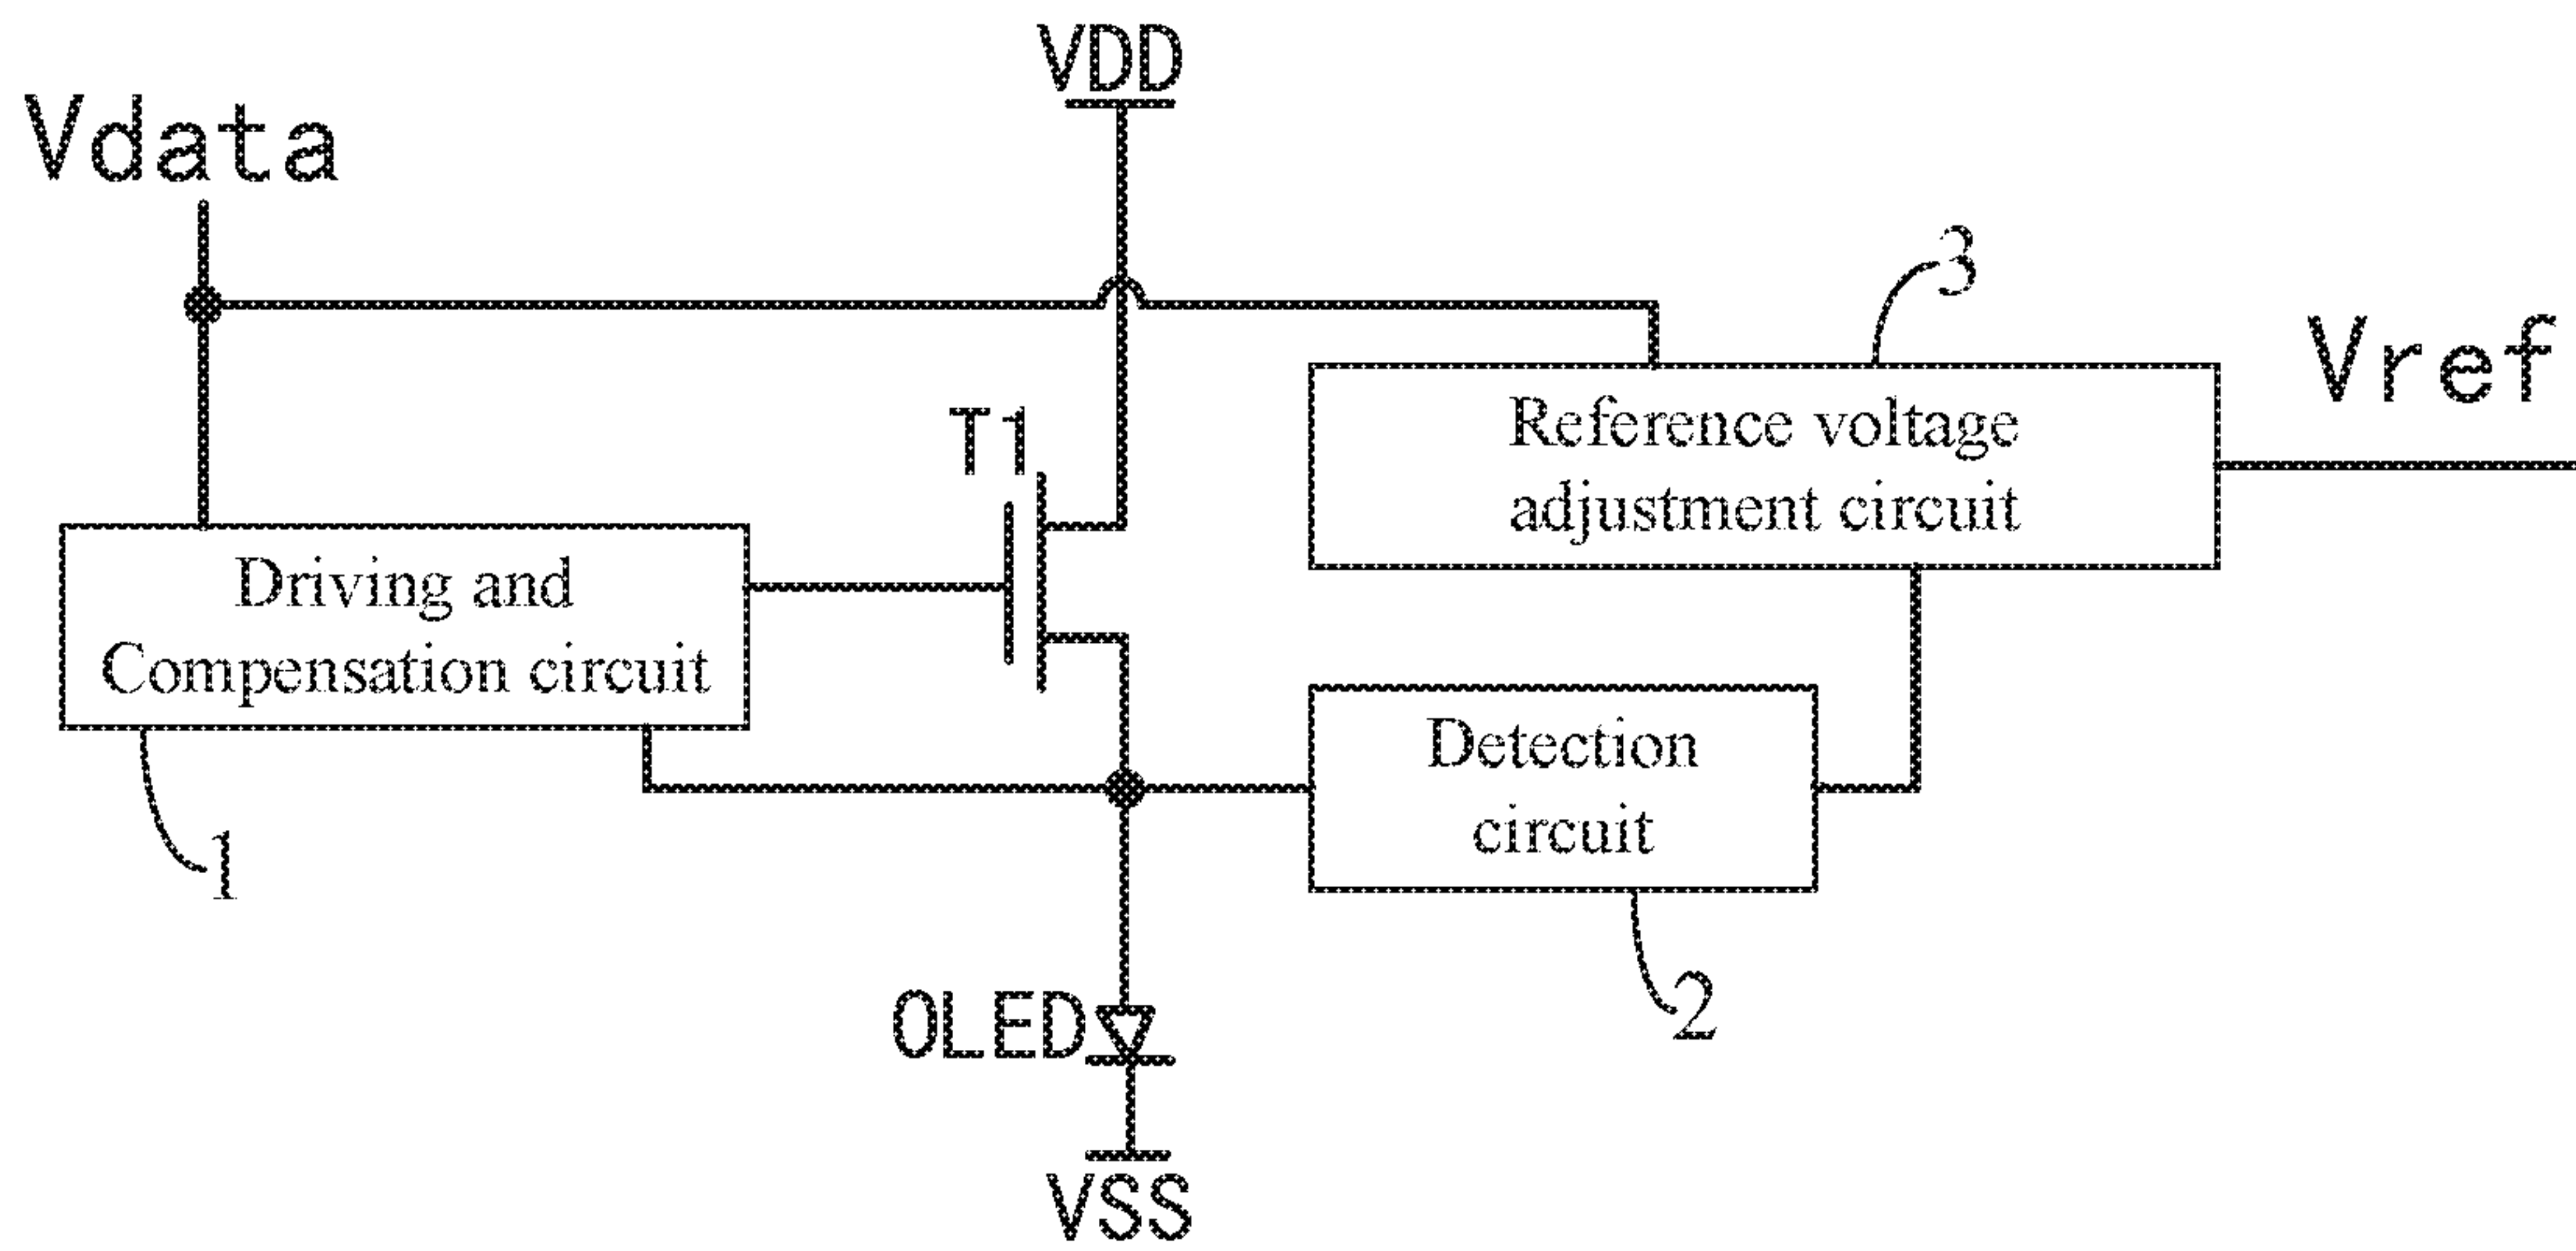 VDD
Vdata
3
Vref
Reference voltage
adjustment circuit
T1
Driving and
Compensation circuit
Detection
circuit
1
2
OLED
VSS